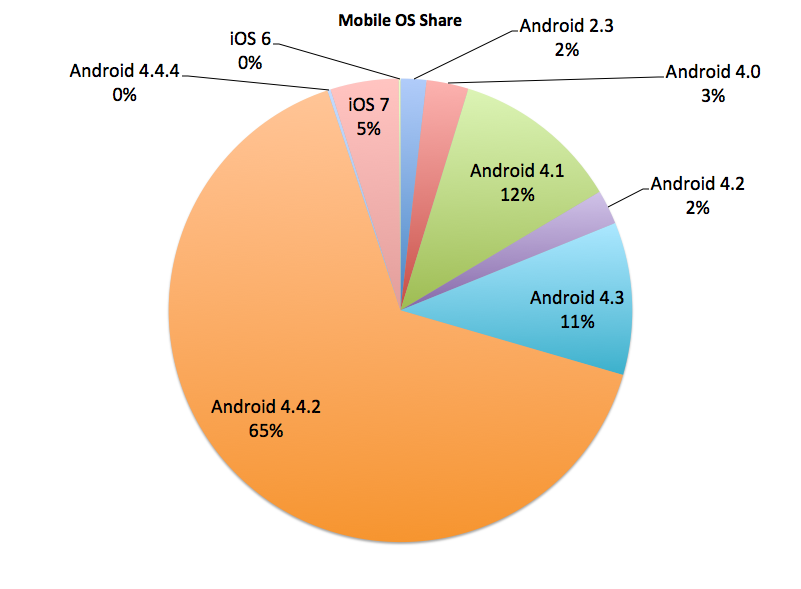 Mobile OS Share
Android 2.3
2%
iOS 6
0%
Android 4.4.4
0%
Android 4.0
3%
iOS 7
5%
Android 4.1
12%
Android 4.2
2%
Android 4.3
11%
Android 4.4.2
65%